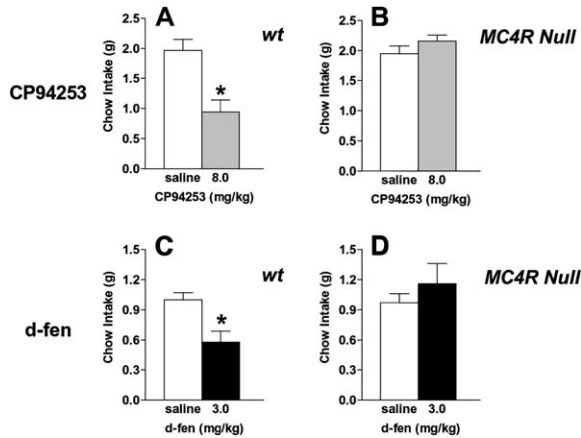 A
wt
B
MC4R Null
CP94253
Chow Intake (g)
2.5
2.0
1.5
1.0
0.5
0.0
*
saline 8.0
CP94253 (mg/kg)
Chow Intake (g)
2.5
2.0
1.5
1.0
0.5
0.0
saline 8.0
CP94253 (mg/kg)
C
wt
D
MC4R Null
d-fen
Chow Intake (g)
1.5
1.2
0.9
0.6
0.3
0.0
*
saline 3.0
d-fen (mg/kg)
Chow Intake (g)
1.5
1.2
0.9
0.6
0.3
0.0
saline 3.0
d-fen (mg/kg)